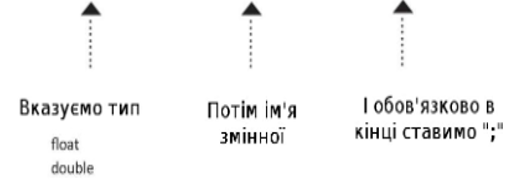 Вказуємо тип
float
double
Потім ім'я
змінної
І обов'язково в
кінці ставимо ";"